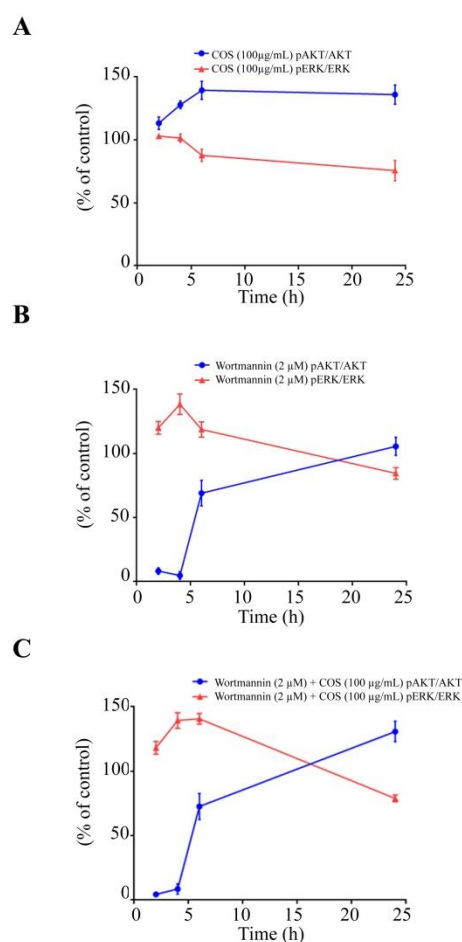 A
COS (100μg/mL) pAKT/AKT
COS (100μg/mL) pERK/ERK
150
100
50
0
(% of control)
0 5 10 15 20 25
Time (h)
B
Wortmannin (2 μM) pAKT/AKT
Wortmannin (2 μM) pERK/ERK
150
100
50
0
(% of control)
0 5 10 15 20 25
Time (h)
C
Wortmannin (2 μM) + COS (100 μg/mL) pAKT/AKT
Wortmannin (2 μM) + COS (100 μg/mL) pERK/ERK
150
100
50
0
(% of control)
0 5 10 15 20 25
Time (h)